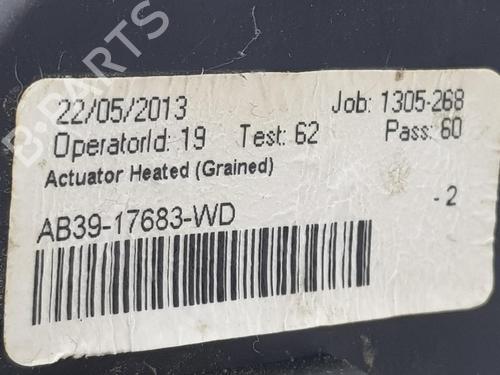 B-PARTS
22/05/2013 Job: 1305-268
OperatorId: 19 Test: 62 Pass: 60
Actuator Heated (Grained)
AB39-17683-WD - 2